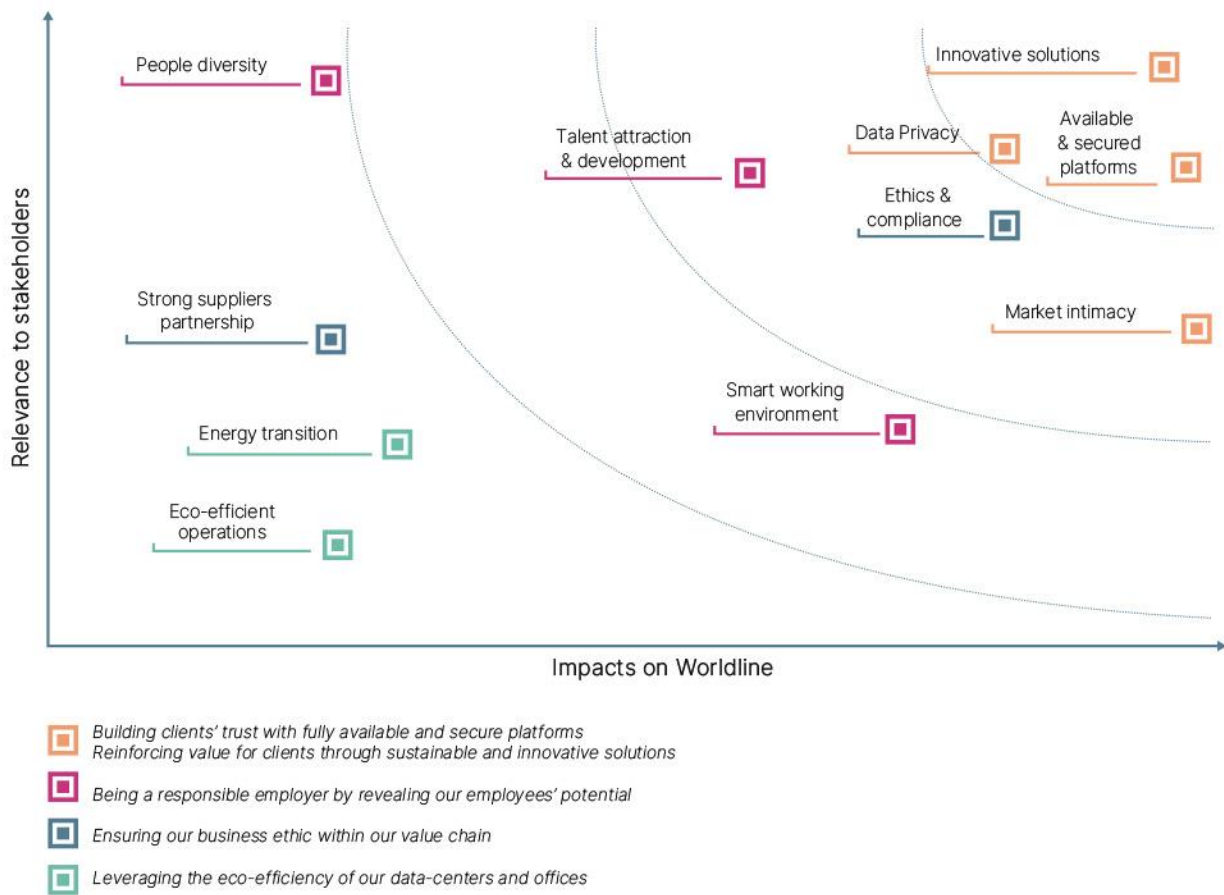 People diversity
Innovative solutions
Talent attraction
& development
Data Privacy
Available
& secured
platforms
Ethics &
compliance
Strong suppliers
partnership
Market intimacy
Smart working
environment
Energy transition
Eco-efficient
operations
Relevance to stakeholders
Impacts on Worldline
Building clients' trust with fully available and secure platforms
Reinforcing value for clients through sustainable and innovative solutions
Being a responsible employer by revealing our employees' potential
Ensuring our business ethic within our value chain
Leveraging the eco-efficiency of our data-centers and offices